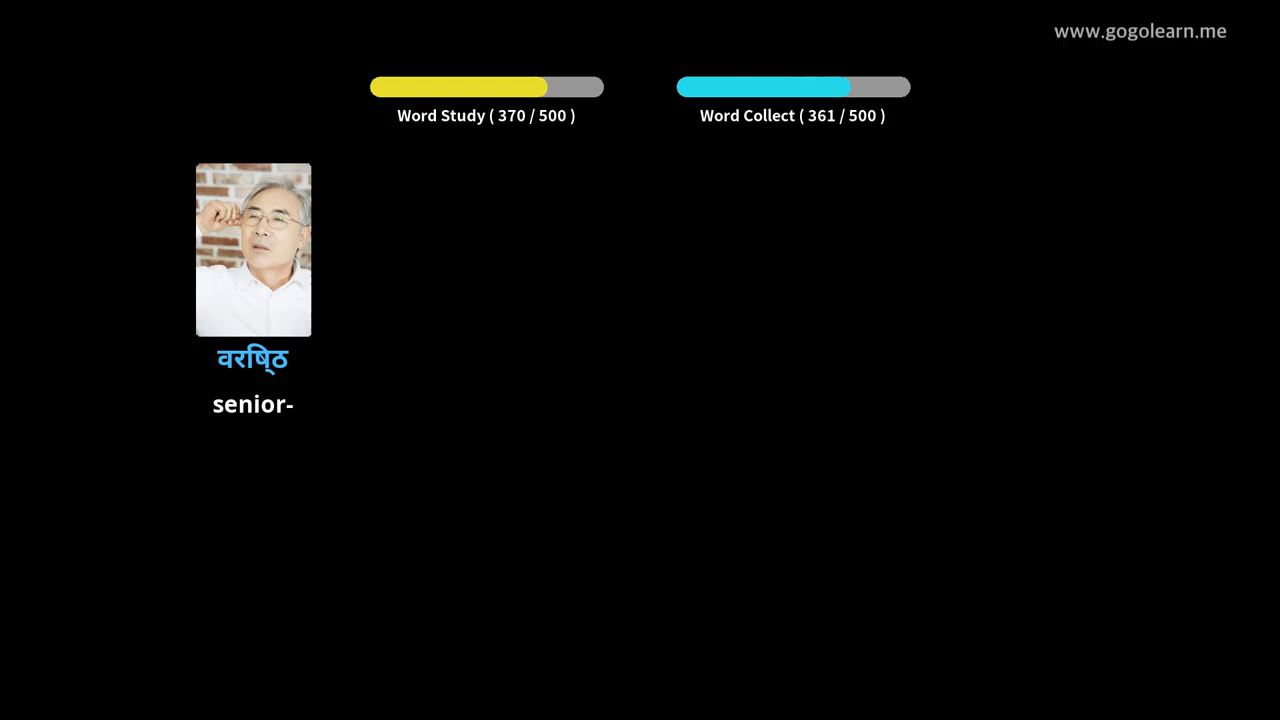 www.gogolearn.me
Word Study ( 370 / 500 )
Word Collect ( 361 / 500 )
वरिष्ठ
senior-